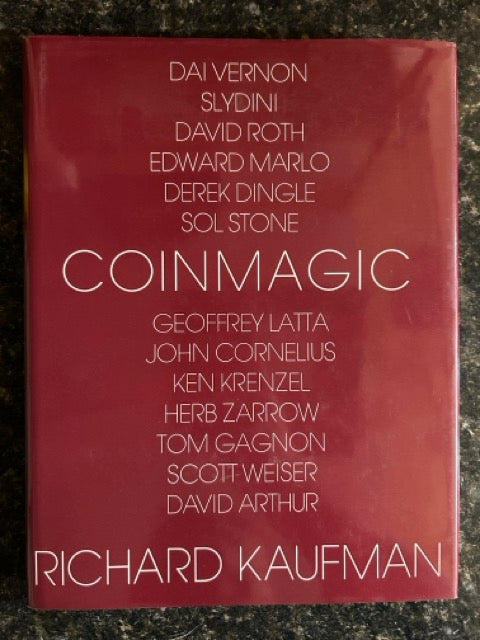 DAI VERNON
SLYDINI
DAVID ROTH
EDWARD MARLO
DEREK DINGLE
SOL STONE
COINMAGIC
GEOFFREY LATTA
JOHN CORNELIUS
KEN KRENZEL
HERB ZARROW
TOM GAGNON
SCOTT WEISER
DAVID ARTHUR
RICHARD KAUFMAN